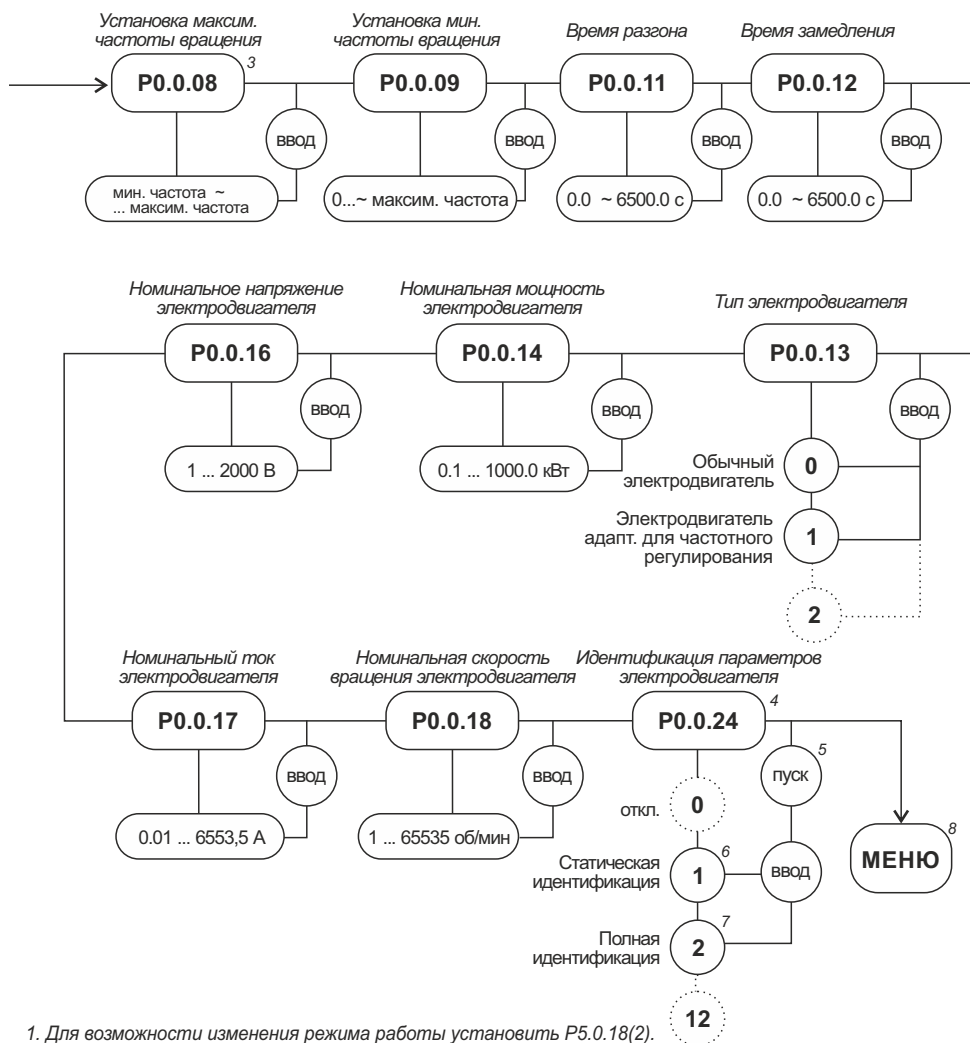 Установка максим.
частоты вращения
P0.0.08
3
ввод
мин. частота ~
... максим. частота
Установка мин.
частоты вращения
P0.0.09
ввод
0...~ максим. частота
Время разгона
P0.0.11
ввод
0.0 ~ 6500.0 с
Время замедления
P0.0.12
ввод
0.0 ~ 6500.0 с
Номинальное напряжение
электродвигателя
P0.0.16
ввод
1 ... 2000 В
Номинальная мощность
электродвигателя
P0.0.14
ввод
0.1 ... 1000.0 кВт
Тип электродвигателя
P0.0.13
ввод
Обычный
электродвигатель
0
Электродвигатель
адапт. для частотного
регулирования
1
2
Номинальный ток
электродвигателя
P0.0.17
ввод
0.01 ... 6553,5 А
Номинальная скорость
вращения электродвигателя
P0.0.18
ввод
1 ... 65535 об/мин
Идентификация параметров
электродвигателя
P0.0.24
4
5
пуск
откл.
0
Статическая
идентификация
1
6
ввод
Полная
идентификация
2
7
12
МЕНЮ
8
1. Для возможности изменения режима работы установить P5.0.18(2).